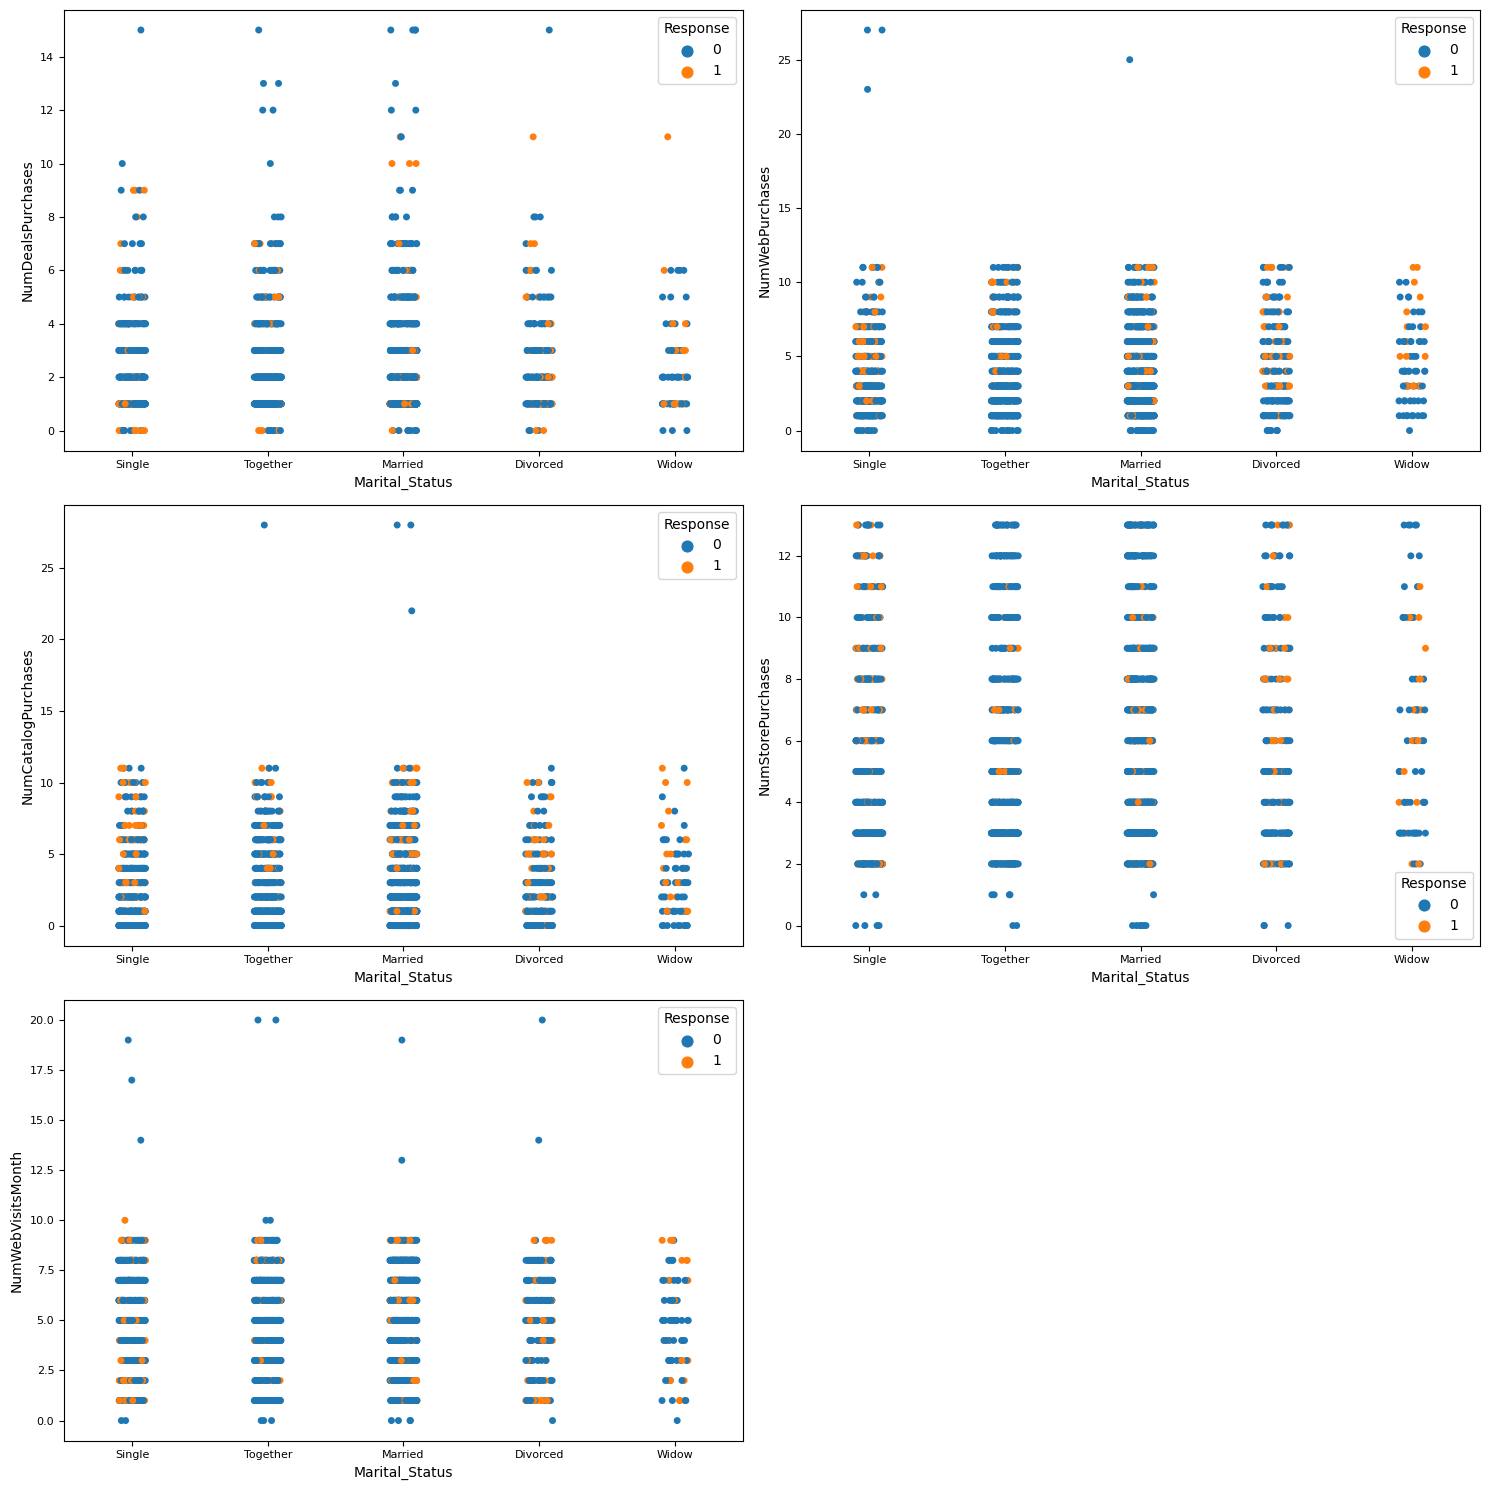 Response
0
1
14
12
10
8
6
4
2
0
NumDealsPurchases
Single Together Married Divorced Widow
Marital_Status
Response
0
1
25
20
15
10
5
0
NumWebPurchases
Single Together Married Divorced Widow
Marital_Status
Response
0
1
25
20
15
10
5
0
NumCatalogPurchases
Single Together Married Divorced Widow
Marital_Status
12
10
8
6
4
2
0
NumStorePurchases
Response
0
1
Single Together Married Divorced Widow
Marital_Status
Response
0
1
20.0
17.5
15.0
12.5
10.0
7.5
5.0
2.5
0.0
NumWebVisitsMonth
Single Together Married Divorced Widow
Marital_Status